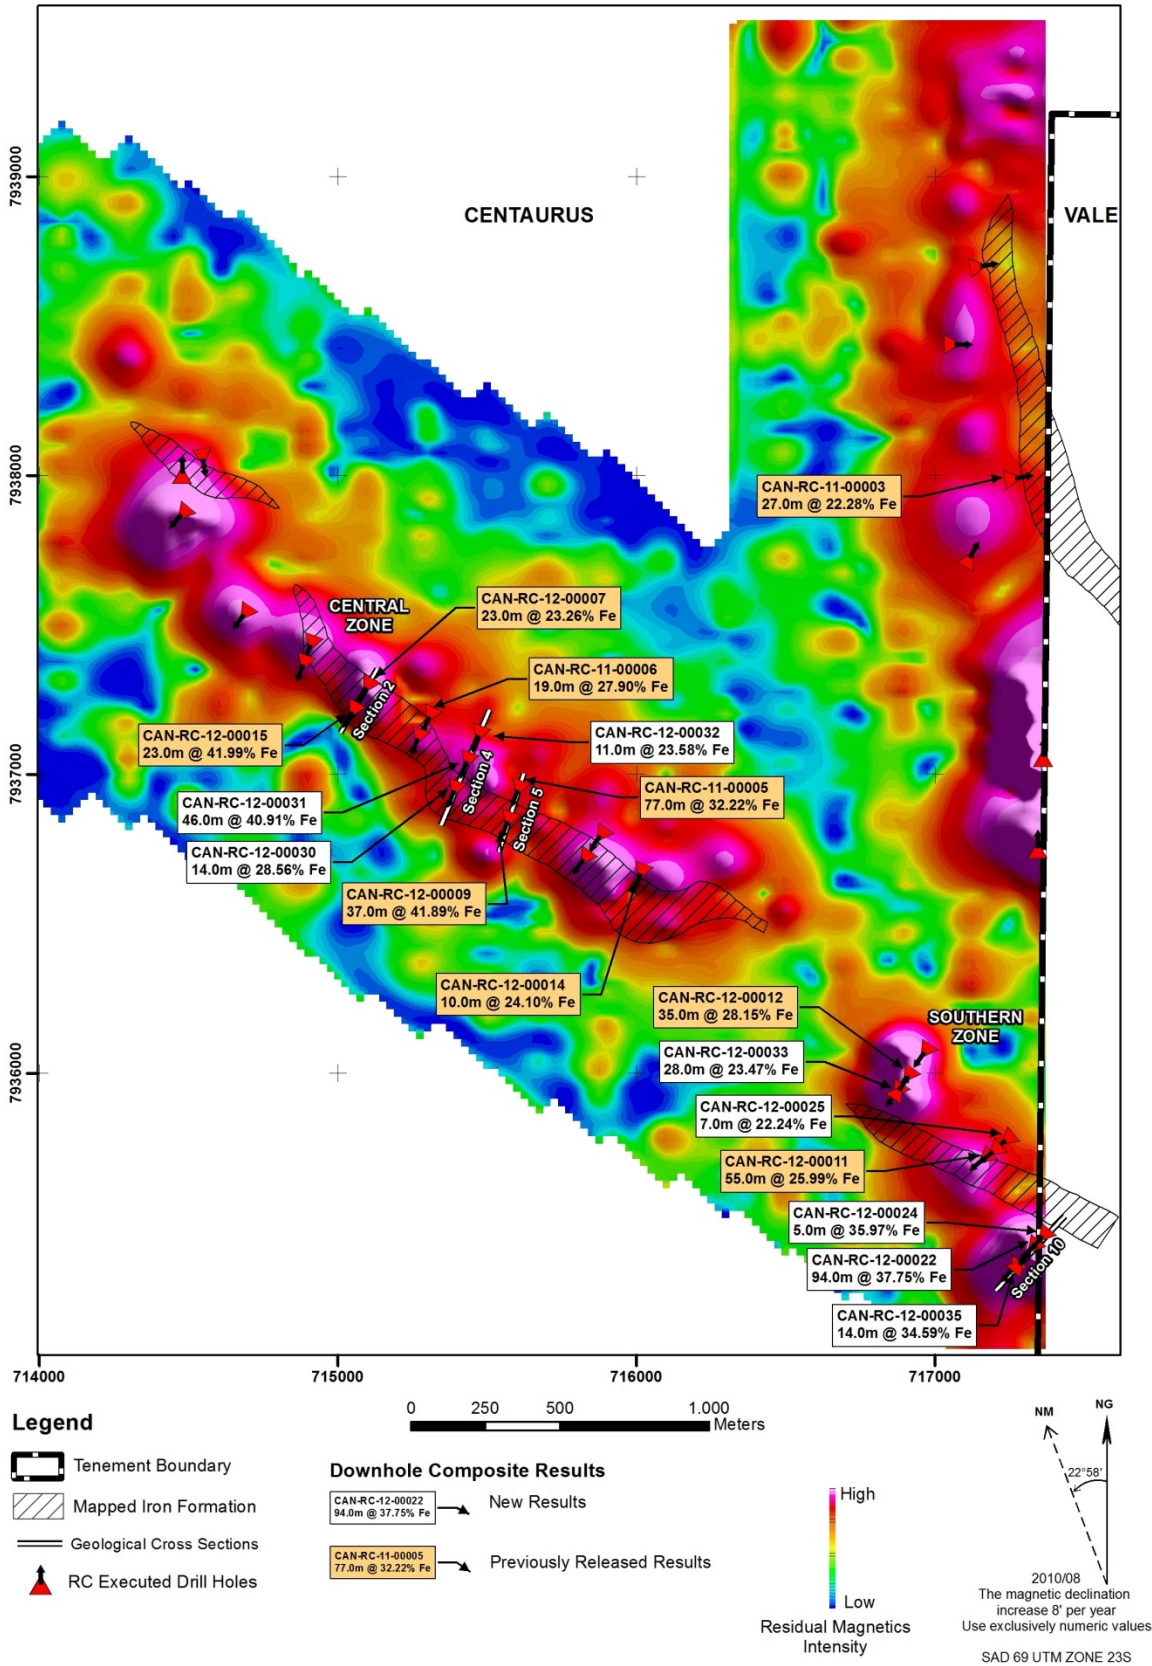 7939000
7938000
7937000
7936000
CENTAURUS
VALE
CAN-RC-11-00003
27.0m @ 22.28% Fe
CENTRAL
ZONE
CAN-RC-12-00007
23.0m @ 23.26% Fe
CAN-RC-11-00006
19.0m @ 27.90% Fe
Section 2
CAN-RC-12-00015
23.0m @ 41.99% Fe
CAN-RC-12-00032
11.0m @ 23.58% Fe
Section 4
CAN-RC-11-00005
77.0m @ 32.22% Fe
Section 5
CAN-RC-12-00031
46.0m @ 40.91% Fe
CAN-RC-12-00030
14.0m @ 28.56% Fe
CAN-RC-12-00009
37.0m @ 41.89% Fe
CAN-RC-12-00014
10.0m @ 24.10% Fe
CAN-RC-12-00012
35.0m @ 28.15% Fe
SOUTHERN
ZONE
CAN-RC-12-00033
28.0m @ 23.47% Fe
CAN-RC-12-00025
7.0m @ 22.24% Fe
CAN-RC-12-00011
55.0m @ 25.99% Fe
CAN-RC-12-00024
5.0m @ 35.97% Fe
CAN-RC-12-00022
94.0m @ 37.75% Fe
Section 10
CAN-RC-12-00035
14.0m @ 34.59% Fe
714000 715000 716000 717000
Legend
Tenement Boundary
Mapped Iron Formation
Geological Cross Sections
RC Executed Drill Holes
0 250 500 1.000
Meters
Downhole Composite Results
CAN-RC-12-00022
94.0m @ 37.75% Fe
New Results
CAN-RC-11-00005
77.0m @ 32.22% Fe
Previously Released Results
High
Low
Residual Magnetics
Intensity
NM NG
22°58'
2010/08
The magnetic declination
increase 8' per year
Use exclusively numeric values
SAD 69 UTM ZONE 23S